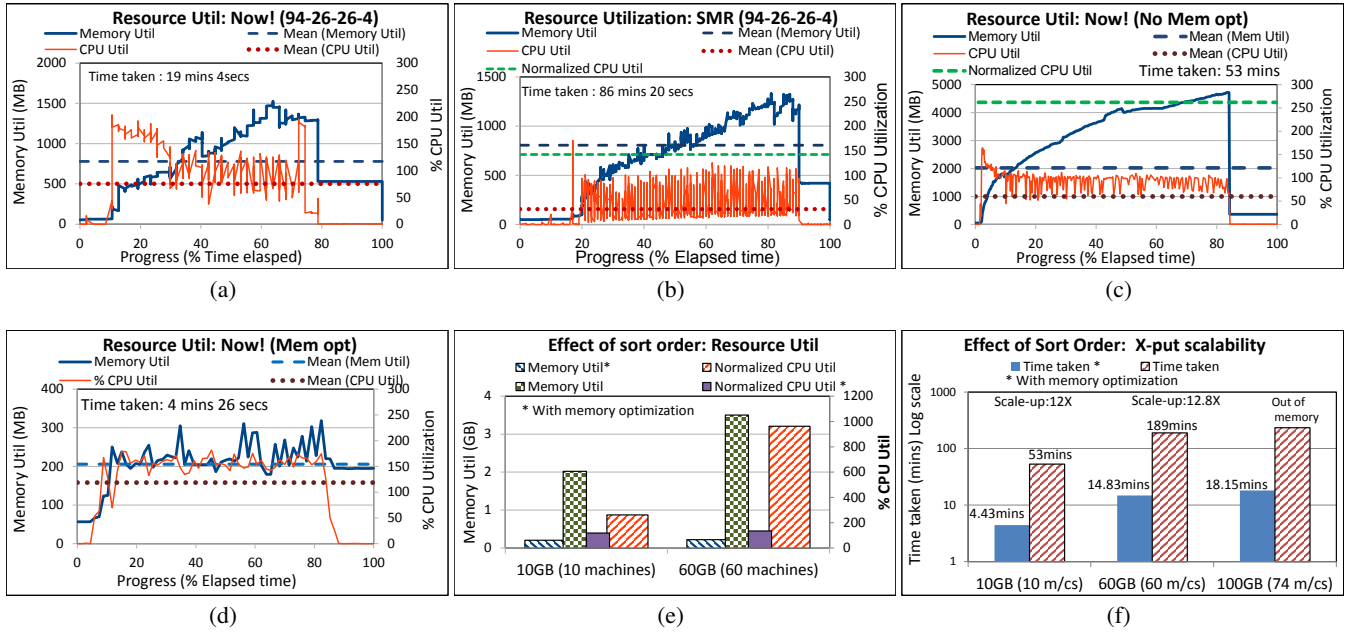 Resource Util: Now! (94-26-26-4)
Memory Util
Mean (Memory Util)
CPU Util
Mean (CPU Util)
Time taken : 19 mins 4secs
Memory Util (MB)
2000
1500
1000
500
0
300
250
200
150
100
50
0
% CPU Util
0 20 40 60 80 100
Progress (% Time elasped)
(a)
Resource Utilization: SMR (94-26-26-4)
Memory Util
Mean (Memory Util)
CPU Util
Mean (CPU Util)
Normalized CPU Util
Time taken : 86 mins 20 secs
Memory Util (MB)
1500
1000
500
0
300
250
200
150
100
50
0
% CPU Utilization
0 20 40 60 80 100
Progress (% Elapsed time)
(b)
Resource Util: Now! (No Mem opt)
Memory Util
Mean (Mem Util)
CPU Util
Mean (CPU Util)
Normalized CPU Util
Time taken: 53 mins
Memory Util (MB)
5000
4000
3000
2000
1000
0
300
250
200
150
100
50
0
% CPU Utilization
0 20 40 60 80 100
Progress (% Elapsed time)
(c)
Resource Util: Now! (Mem opt)
Memory Util
Mean (Mem Util)
% CPU Util
Mean (CPU Util)
Time taken: 4 mins 26 secs
Memory Util (MB)
400
300
200
100
0
300
250
200
150
100
50
0
% CPU Utilization
0 20 40 60 80 100
Progress (% Elapsed time)
(d)
Effect of sort order: Resource Util
Memory Util*
Normalized CPU Util
Memory Util
Normalized CPU Util *
* With memory optimization
Memory Util (GB)
4
3
2
1
0
1050
900
750
600
450
300
150
0
% CPU Util
10GB (10 machines) 60GB (60 machines)
(e)
Effect of Sort Order: X-put scalability
Time taken *
Time taken
* With memory optimization
Time taken (mins) Log scale
1000
100
10
1
Scale-up:12X
Scale-up:12.8X
Out of
memory
189mins
53mins
14.83mins
18.15mins
4.43mins
10GB (10 m/cs) 60GB (60 m/cs) 100GB (74 m/cs)
(f)